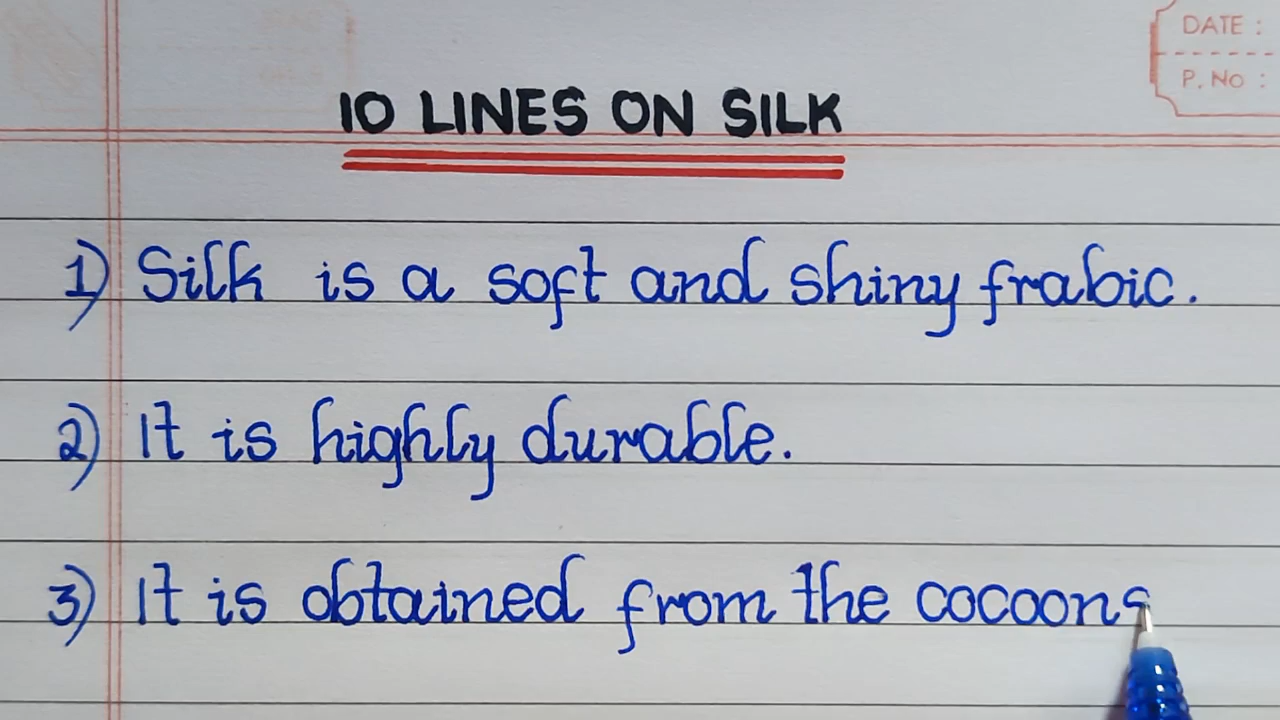 DATE :
P. No :
10 LINES ON SILK
1) Silk is a soft and shiny frabic.
2) It is highly durable.
3) It is obtained from the cocoons